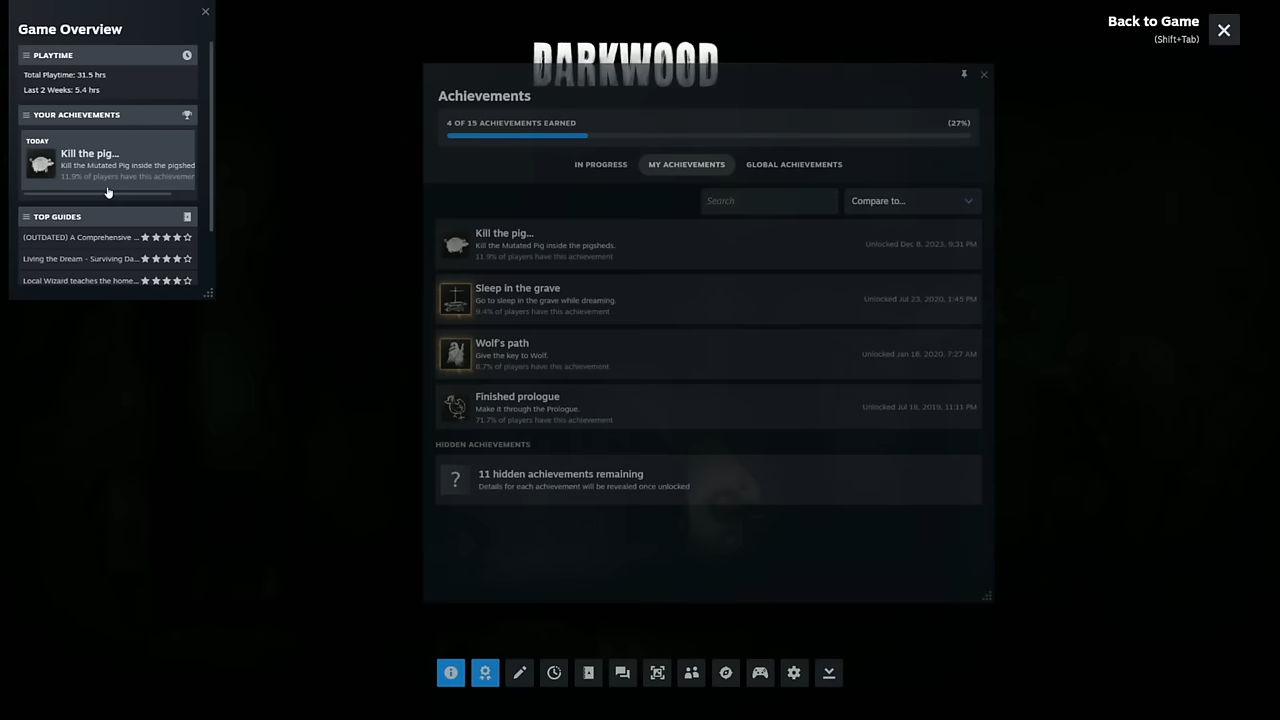 Game Overview
PLAYTIME
Total Playtime: 31.5 hrs
Last 2 Weeks: 5.4 hrs
YOUR ACHIEVEMENTS
TODAY
Kill the pig...
Kill the Mutated Pig inside the pigshed
11.9% of players have this achievemen
TOP GUIDES
(OUTDATED) A Comprehensive ...
Living the Dream - Surviving Da...
Local Wizard teaches the home...
DARKWOOD
Back to Game
(Shift+Tab)
Achievements
4 OF 15 ACHIEVEMENTS EARNED (27%)
IN PROGRESS MY ACHIEVEMENTS GLOBAL ACHIEVEMENTS
Search Compare to...
Kill the pig...
Kill the Mutated Pig inside the pigsheds.
11.9% of players have this achievement
Unlocked Dec 8, 2023, 9:31 PM
Sleep in the grave
Go to sleep in the grave while dreaming.
9.4% of players have this achievement
Unlocked Jul 23, 2020, 1:45 PM
Wolf's path
Give the key to Wolf.
6.7% of players have this achievement
Unlocked Jan 18, 2020, 7:27 AM
Finished prologue
Make it through the Prologue.
71.7% of players have this achievement
Unlocked Jul 18, 2019, 11:11 PM
HIDDEN ACHIEVEMENTS
? 11 hidden achievements remaining
Details for each achievement will be revealed once unlocked